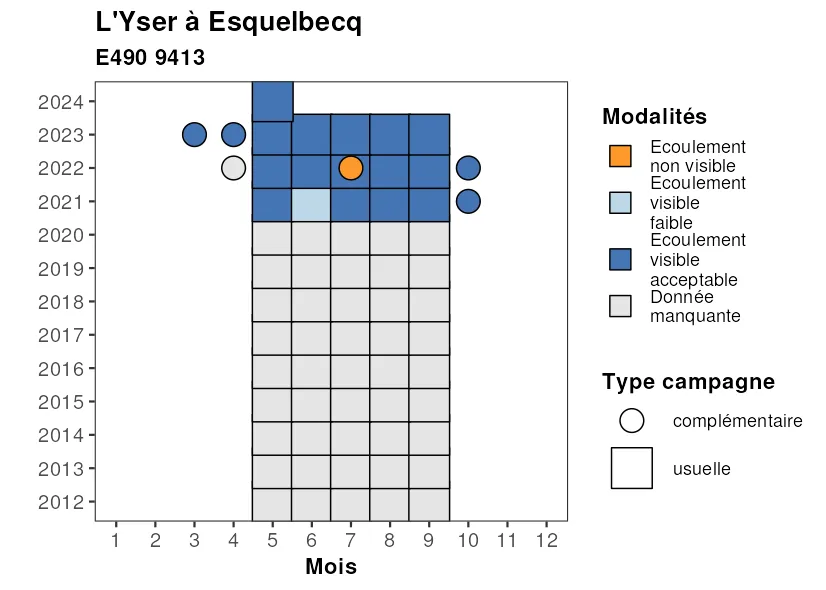 L'Yser à Esquelbecq
E490 9413
2024
2023
2022
2021
2020
2019
2018
2017
2016
2015
2014
2013
2012
1 2 3 4 5 6 7 8 9 10 11 12
Mois
Modalités
Ecoulement
non visible
Ecoulement
visible
faible
Ecoulement
visible
acceptable
Donnée
manquante
Type campagne
complémentaire
usuelle